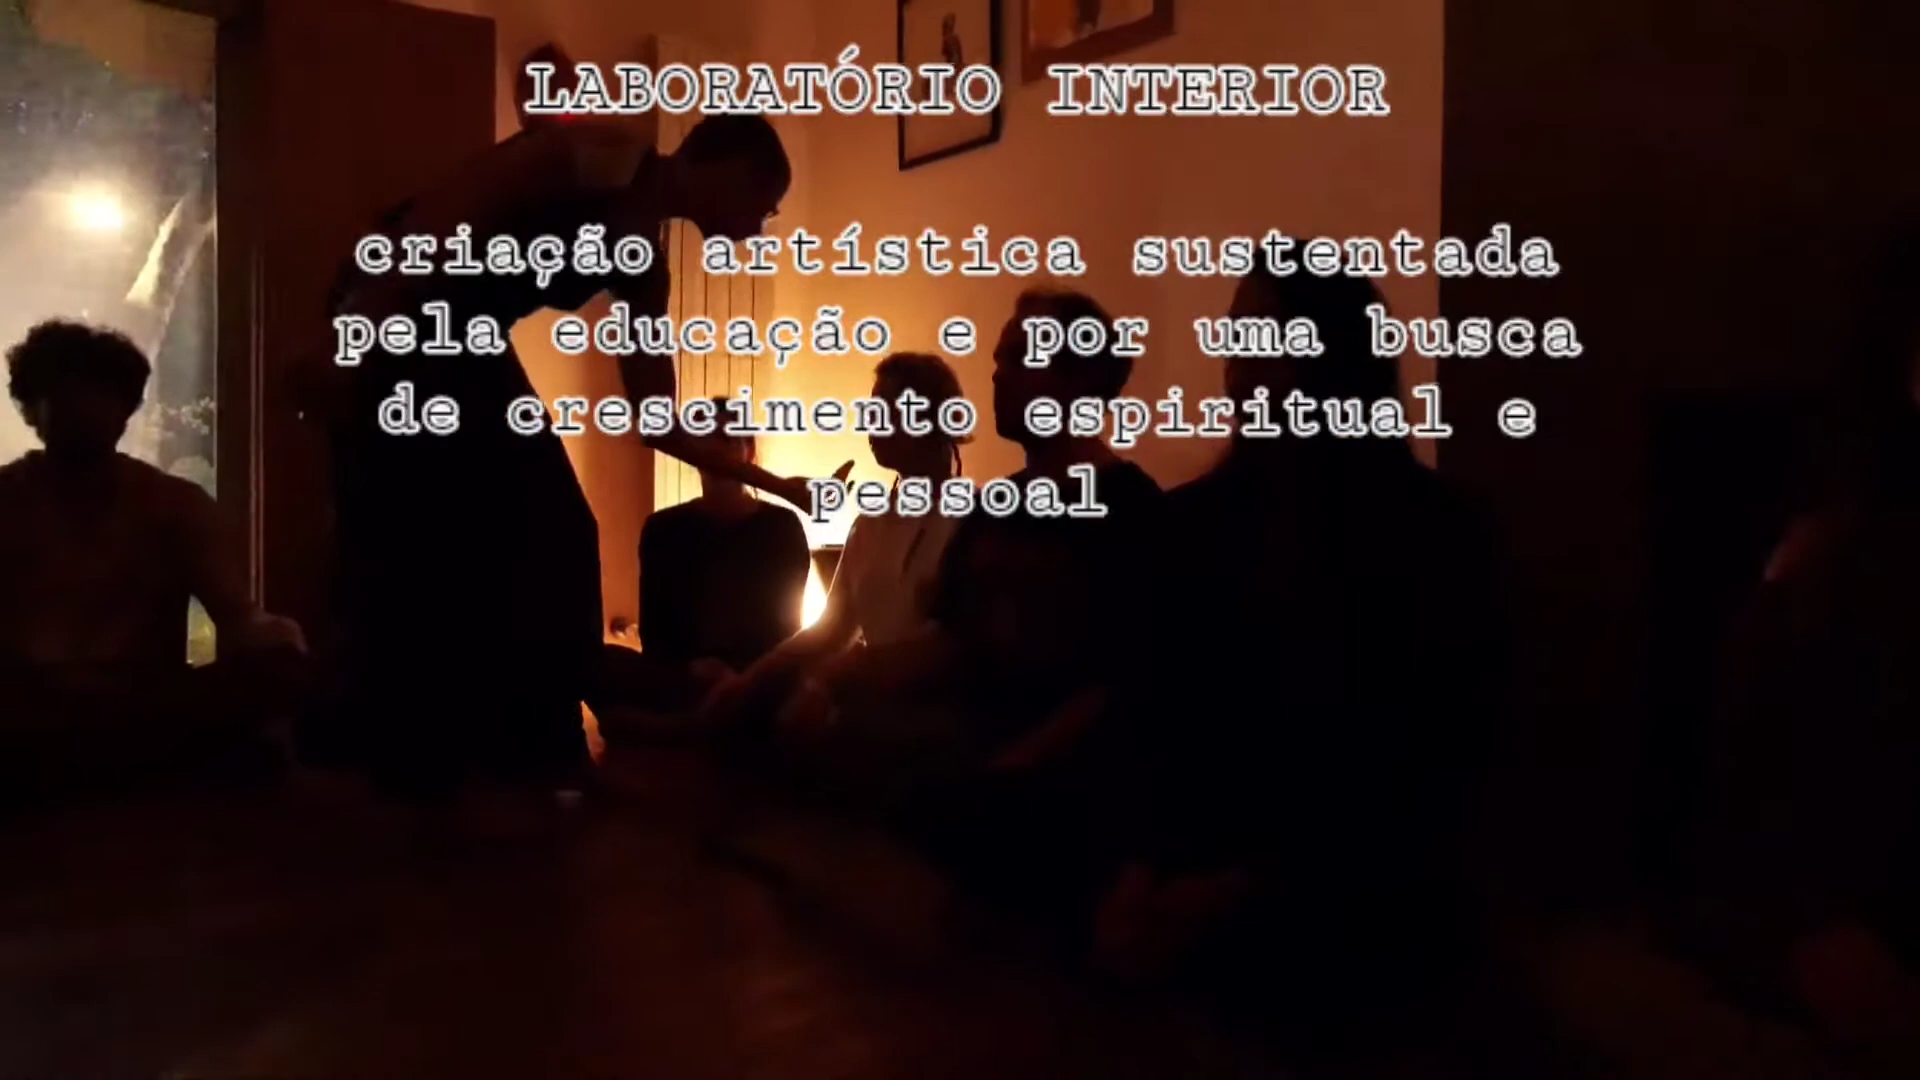 LABORATÓRIO INTERIOR
criação artística sustentada
pela educação e por uma busca
de crescimento espiritual e
pessoal